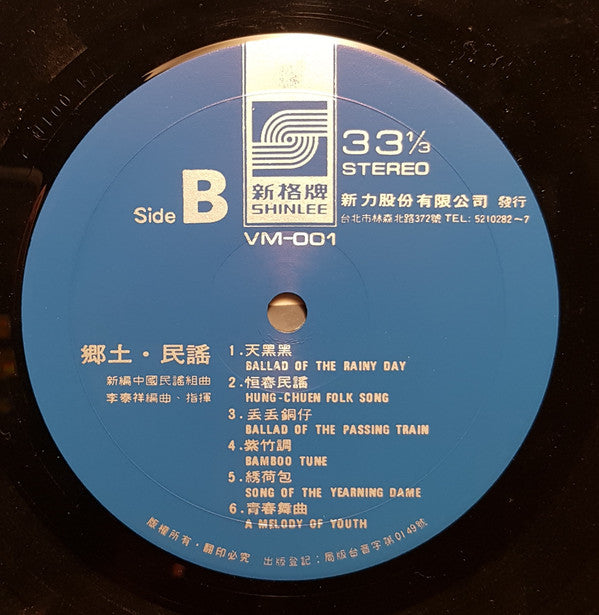 33 1/3
STEREO
Side B
新格牌
SHINLEE
VM-001
新力股份有限公司 發行
台北市林森北路372號 TEL: 5210282~7
鄉土·民謠
新編中國民謠組曲
李泰祥編曲、指揮
1.天黑黑
BALLAD OF THE RAINY DAY
2.恒春民謠
HUNG-CHUEN FOLK SONG
3.丢丢銅仔
BALLAD OF THE PASSING TRAIN
4.紫竹調
BAMBOO TUNE
5.綉荷包
SONG OF THE YEARNING DAME
6.青春舞曲
A MELODY OF YOUTH
版權所有·翻印必究 出版登記:局版台音字第0149號